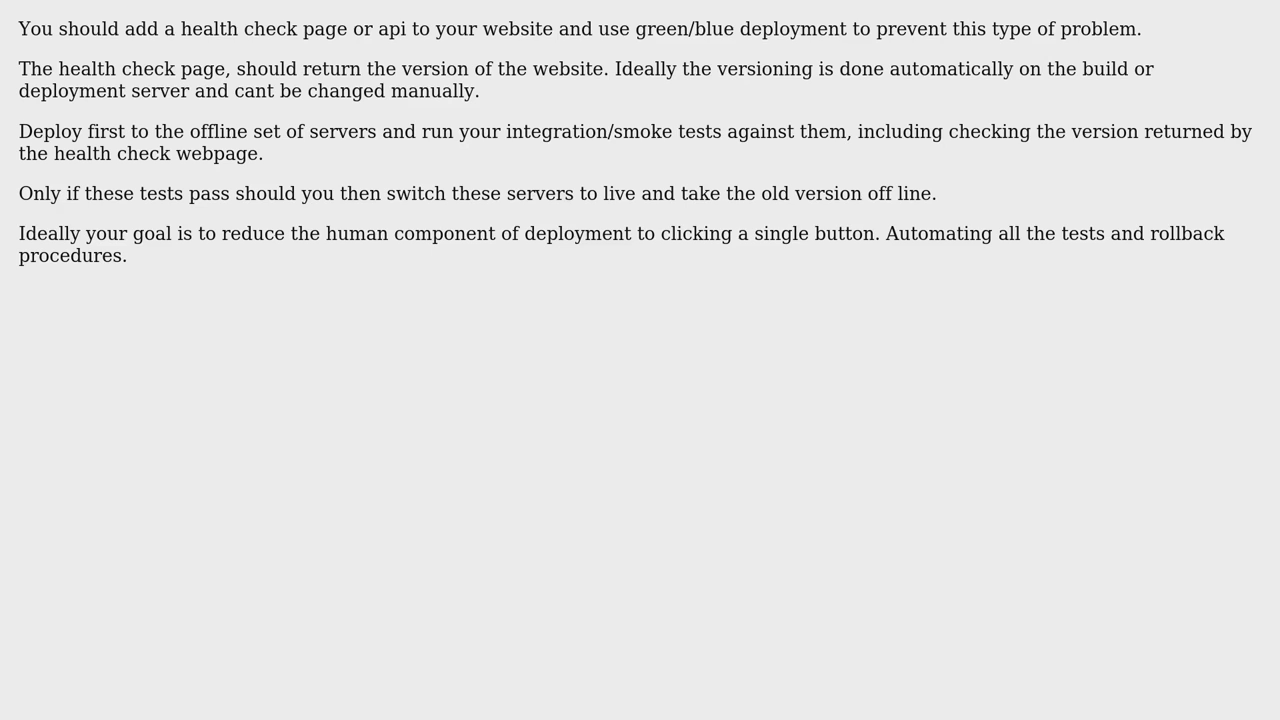 You should add a health check page or api to your website and use green/blue deployment to prevent this type of problem.
The health check page, should return the version of the website. Ideally the versioning is done automatically on the build or
deployment server and cant be changed manually.
Deploy first to the offline set of servers and run your integration/smoke tests against them, including checking the version returned by
the health check webpage.
Only if these tests pass should you then switch these servers to live and take the old version off line.
Ideally your goal is to reduce the human component of deployment to clicking a single button. Automating all the tests and rollback
procedures.